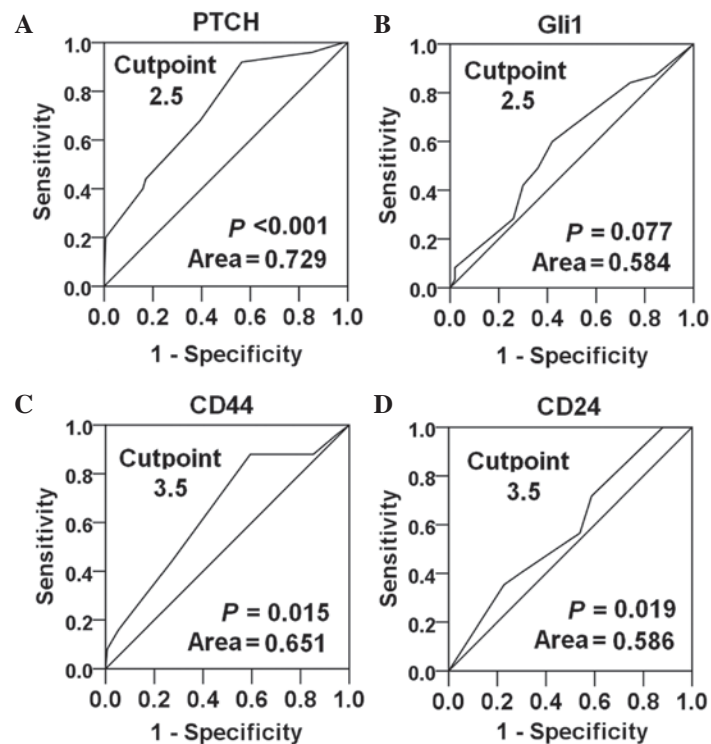 A
PTCH
1.0
0.8
0.6
0.4
0.2
0.0
Sensitivity
Cutpoint
2.5
P <0.001
Area = 0.729
0.0 0.2 0.4 0.6 0.8 1.0
1 - Specificity
B
Gli1
1.0
0.8
0.6
0.4
0.2
0.0
Sensitivity
Cutpoint
2.5
P = 0.077
Area = 0.584
0.0 0.2 0.4 0.6 0.8 1.0
1 - Specificity
C
CD44
1.0
0.8
0.6
0.4
0.2
0.0
Sensitivity
Cutpoint
3.5
P = 0.015
Area = 0.651
0.0 0.2 0.4 0.6 0.8 1.0
1 - Specificity
D
CD24
1.0
0.8
0.6
0.4
0.2
0.0
Sensitivity
Cutpoint
3.5
P = 0.019
Area = 0.586
0.0 0.2 0.4 0.6 0.8 1.0
1 - Specificity